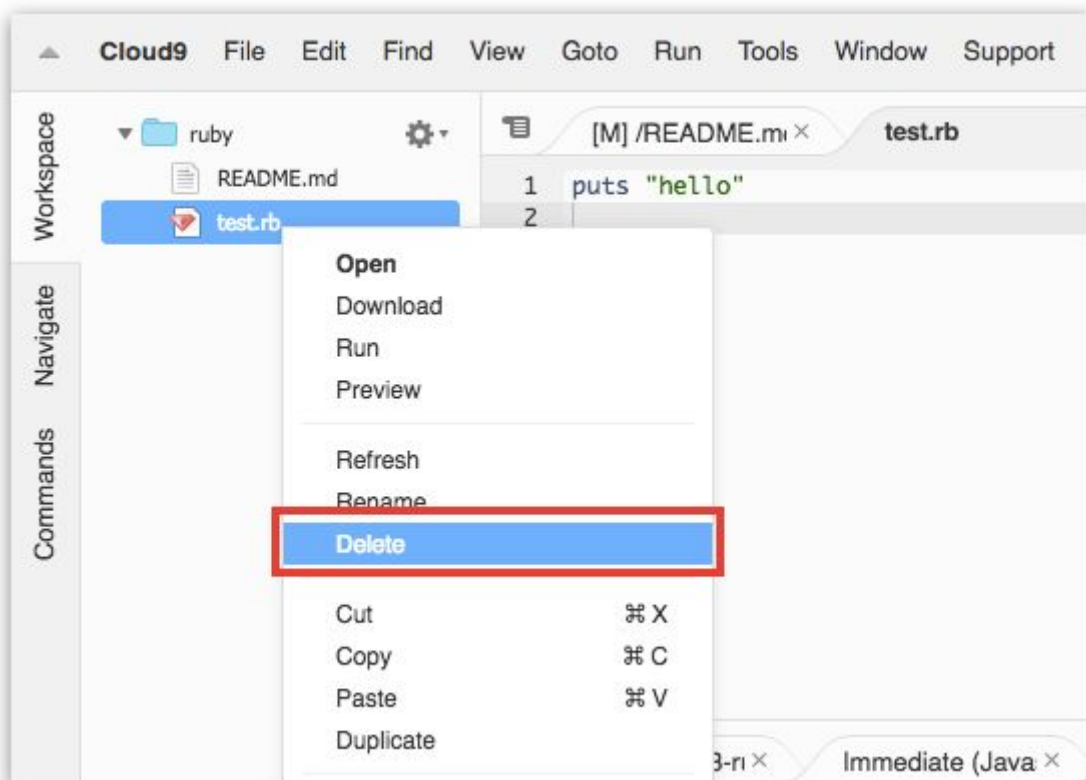 Cloud9 File Edit Find View Goto Run Tools Window Support
Workspace
Navigate
Commands
ruby
README.md
test.rb
[M] /README.m
test.rb
1 puts "hello"
2
Open
Download
Run
Preview
Refresh
Rename
Delete
Cut ⌘ X
Copy ⌘ C
Paste ⌘ V
Duplicate
Immediate (Java